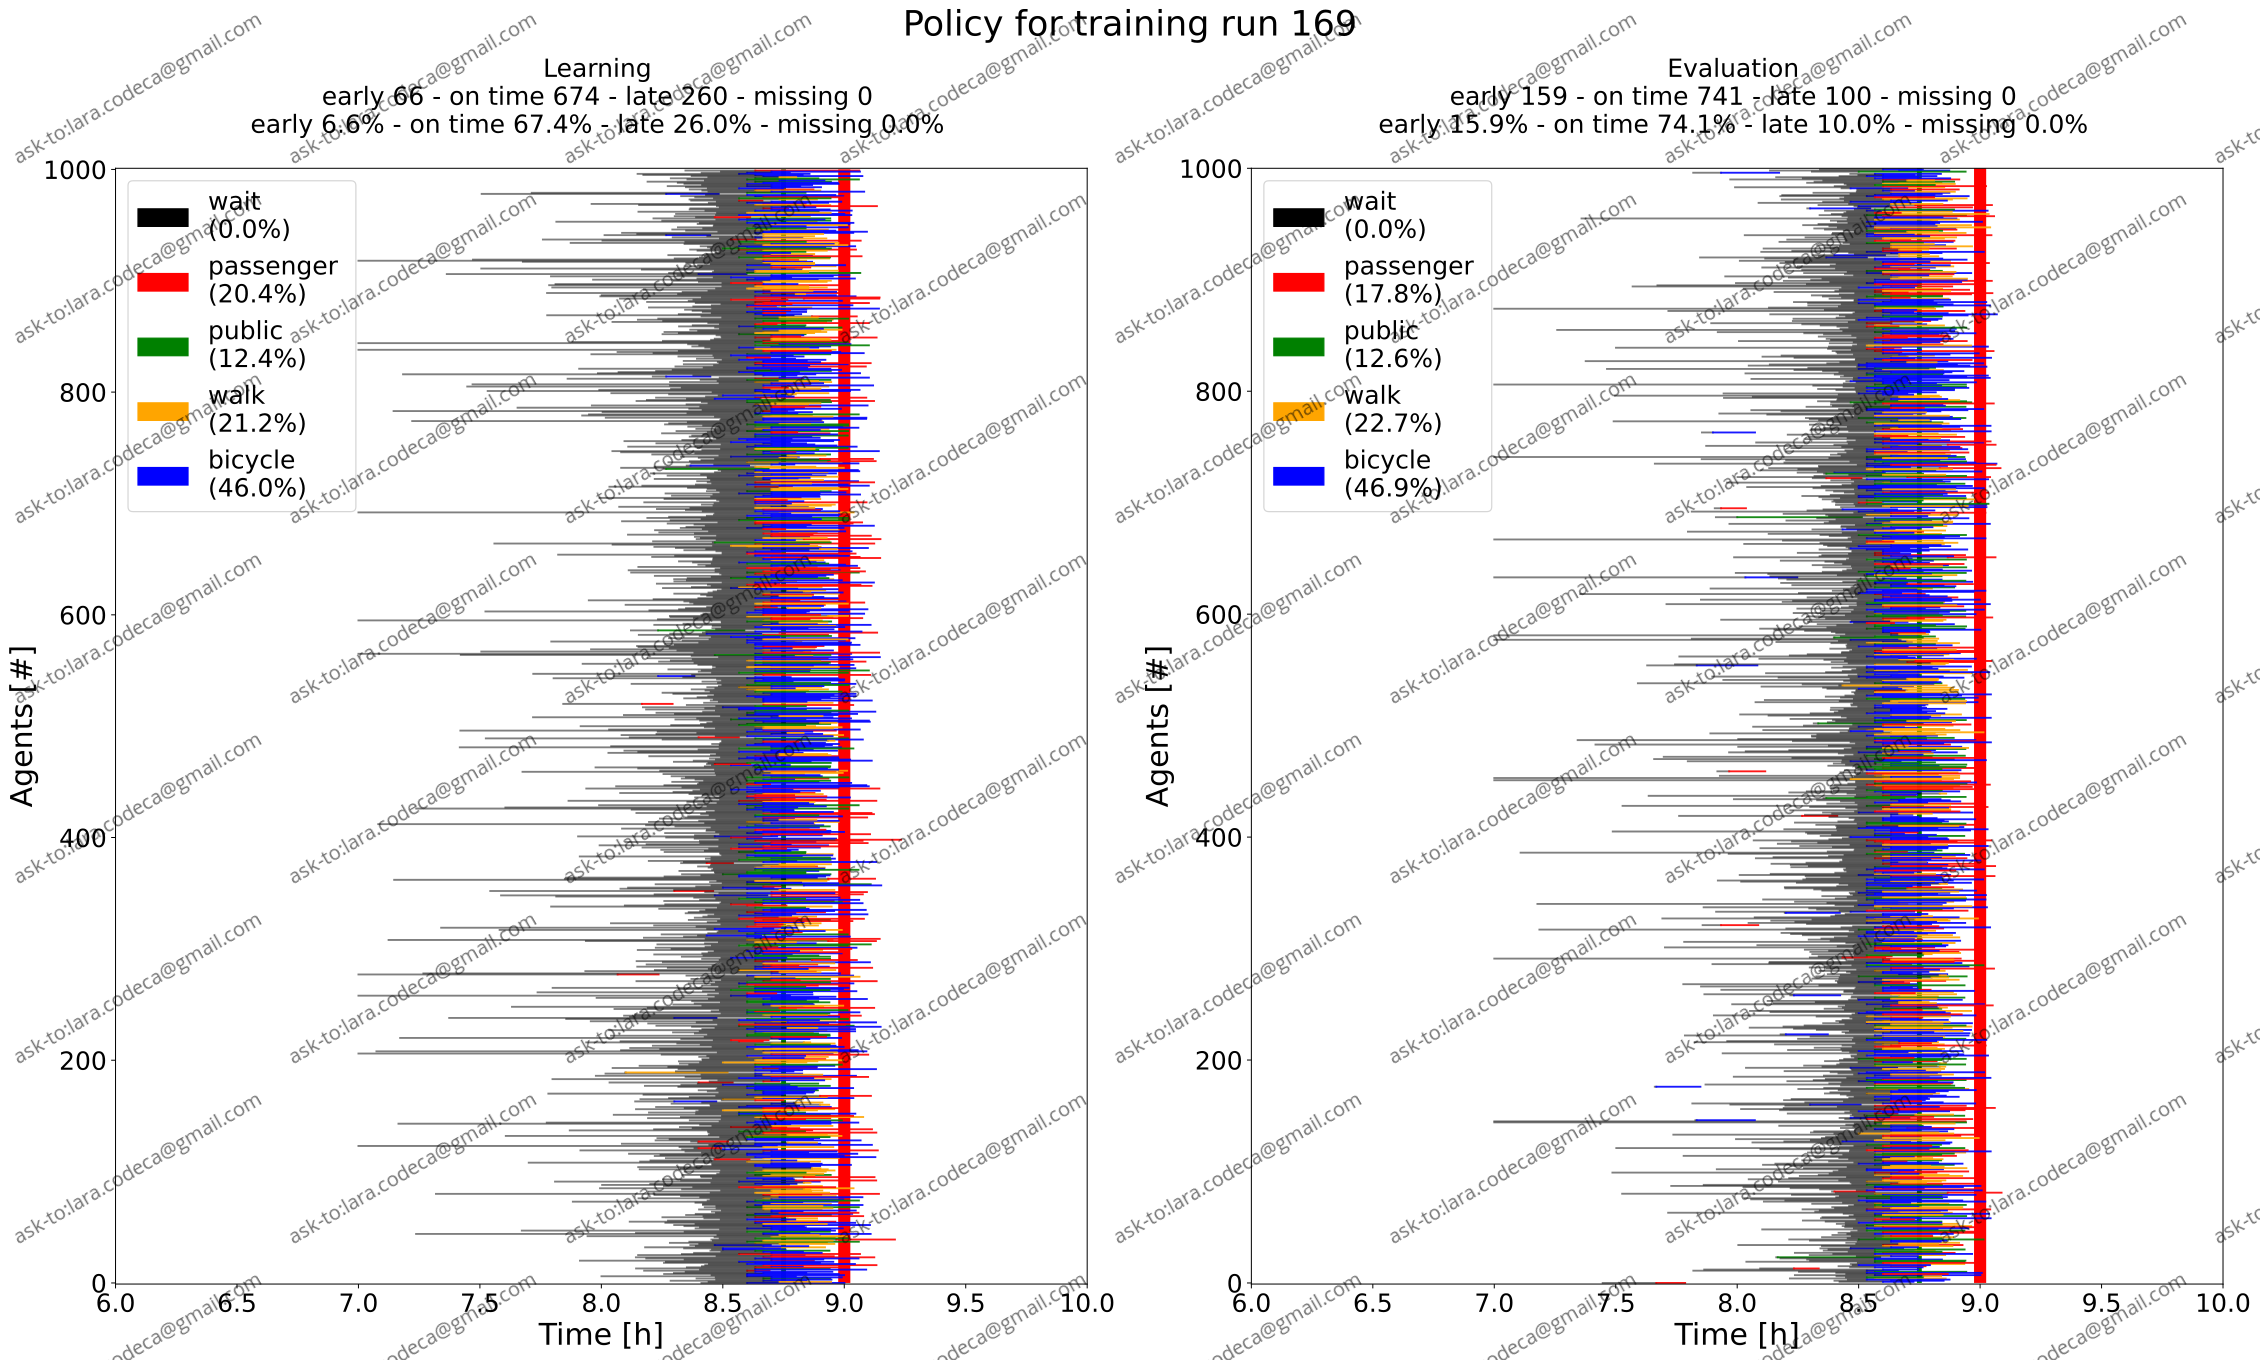 Policy for training run 169
Learning
early 66 - on time 674 - late 260 - missing 0
early 6.6% - on time 67.4% - late 26.0% - missing 0.0%
1000
800
600
400
200
0
Agents [#]
wait
(0.0%)
passenger
(20.4%)
public
(12.4%)
walk
(21.2%)
bicycle
(46.0%)
6.0 6.5 7.0 7.5 8.0 8.5 9.0 9.5 10.0
Time [h]
Evaluation
early 159 - on time 741 - late 100 - missing 0
early 15.9% - on time 74.1% - late 10.0% - missing 0.0%
1000
800
600
400
200
0
Agents [#]
wait
(0.0%)
passenger
(17.8%)
public
(12.6%)
walk
(22.7%)
bicycle
(46.9%)
6.0 6.5 7.0 7.5 8.0 8.5 9.0 9.5 10.0
Time [h]
ask-to:lara.codeca@gmail.com